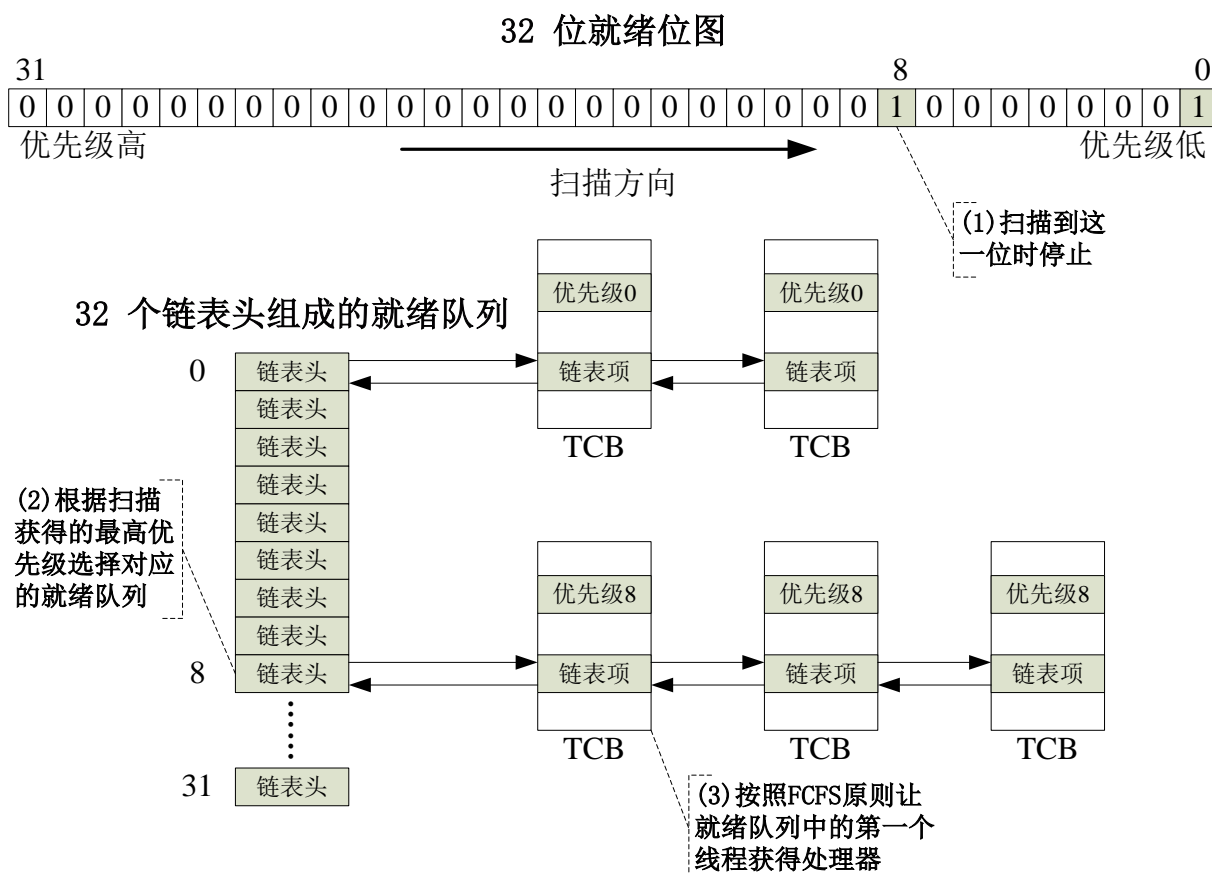 32 位就绪位图
31 8 0
0 0 0 0 0 0 0 0 0 0 0 0 0 0 0 0 0 0 0 0 0 0 0 1 0 0 0 0 0 0 0 1
优先级高
优先级低
扫描方向
(1)扫描到这
一位时停止
32 个链表头组成的就绪队列
优先级0
优先级0
0
链表头
链表项
链表项
链表头
TCB
TCB
链表头
链表头
链表头
链表头
链表头
链表头
(2)根据扫描
获得的最高优
先级选择对应
的就绪队列
优先级8
优先级8
优先级8
8
链表头
链表项
链表项
链表项
TCB
TCB
TCB
31
链表头
(3)按照FCFS原则让
就绪队列中的第一个
线程获得处理器